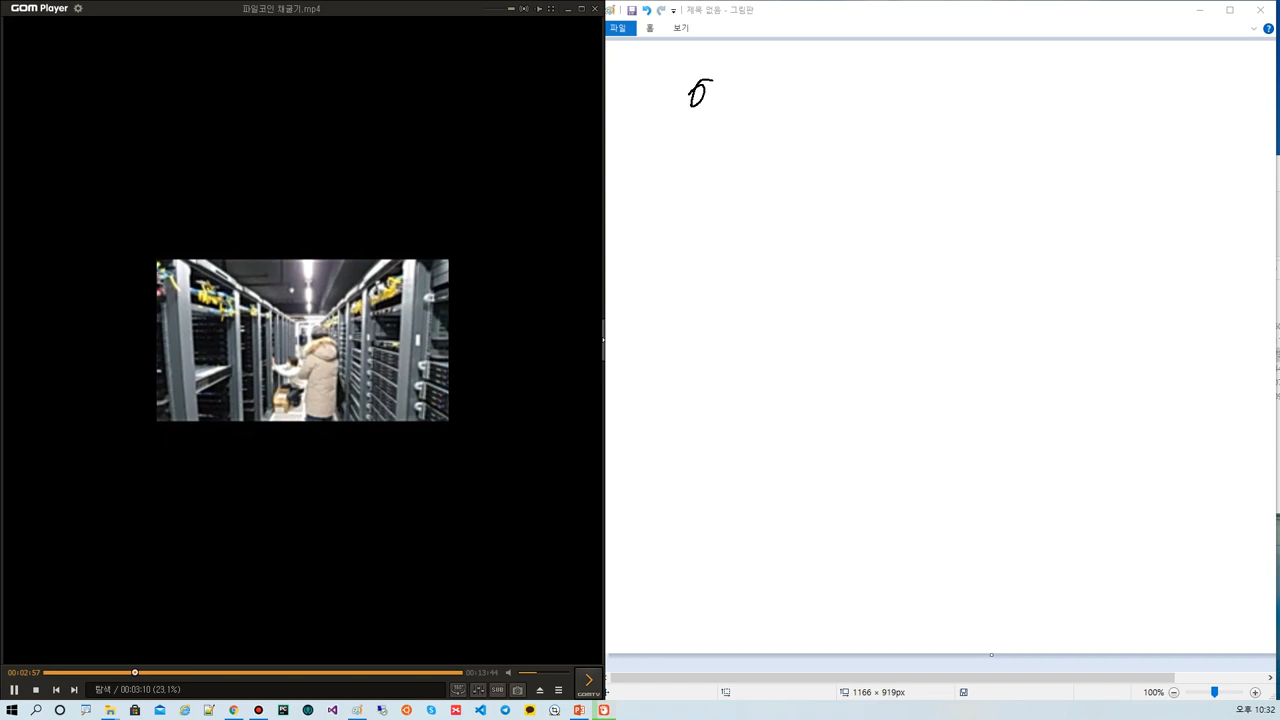 GOM Player
파일코인 채굴기.mp4
제목 없음 - 그림판
파일
홈
보기
00:02:57
00:13:44
탐색 / 00:03:10 (23,1%)
SUB
GOMTV
1166 × 919px
100%
오후 10:32